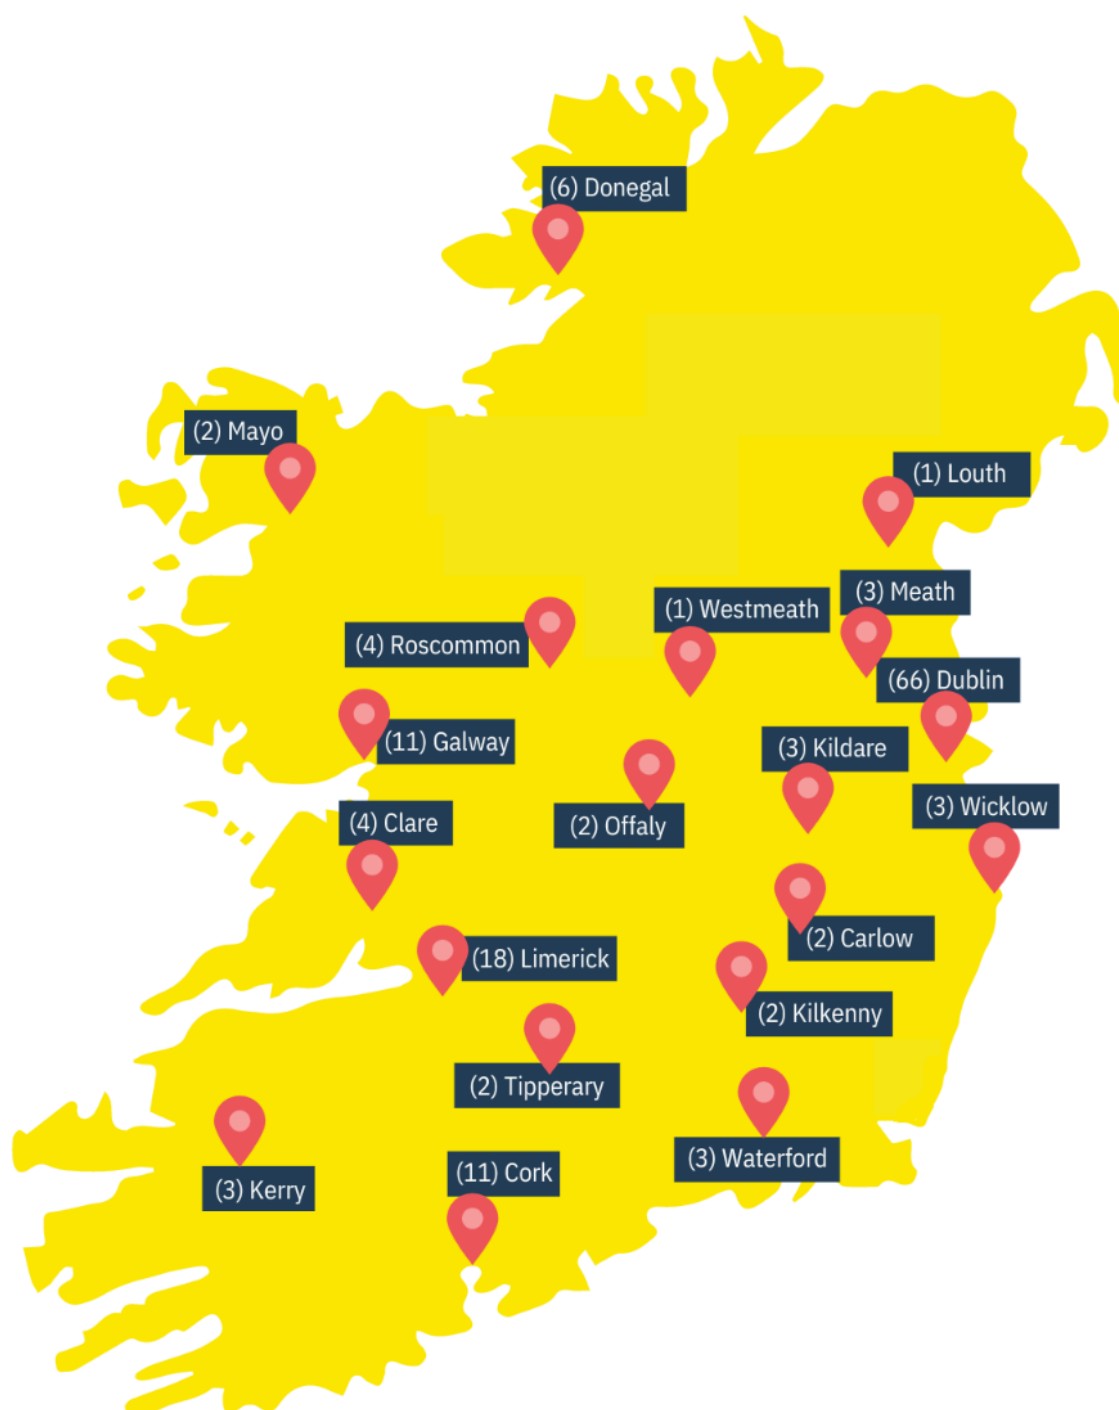 (6) Donegal
(2) Mayo
(1) Louth
(3) Meath
(1) Westmeath
(4) Roscommon
(66) Dublin
(11) Galway
(3) Kildare
(3) Wicklow
(4) Clare
(2) Offaly
(2) Carlow
(18) Limerick
(2) Kilkenny
(2) Tipperary
(3) Waterford
(11) Cork
(3) Kerry